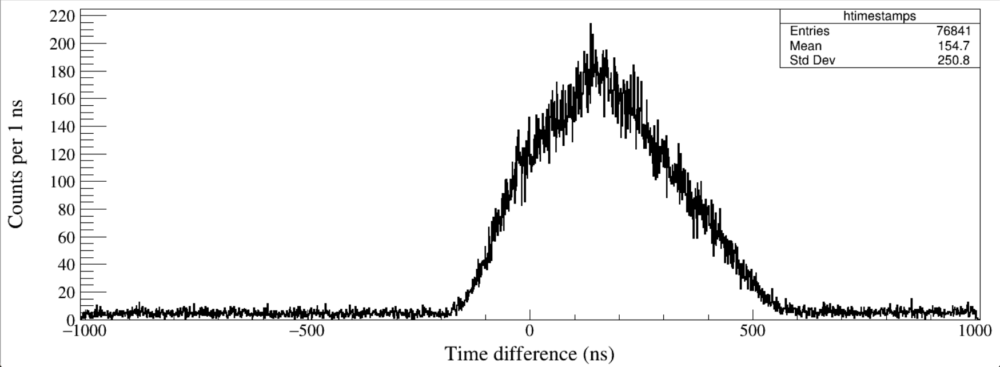 htimestamps
Entries 76841
Mean 154.7
Std Dev 250.8
Counts per 1 ns
220
200
180
160
140
120
100
80
60
40
20
0
−1000 −500 0 500 1000
Time difference (ns)